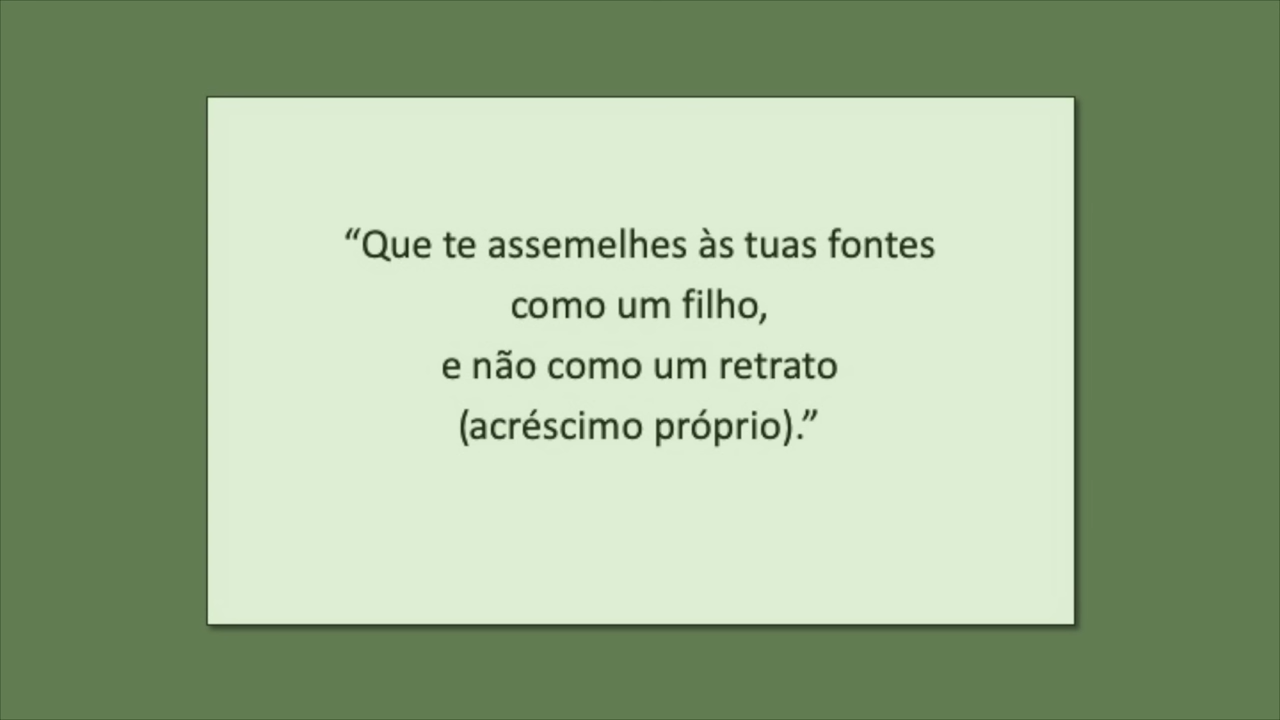 “Que te assemelhes às tuas fontes
como um filho,
e não como um retrato
(acréscimo próprio).”